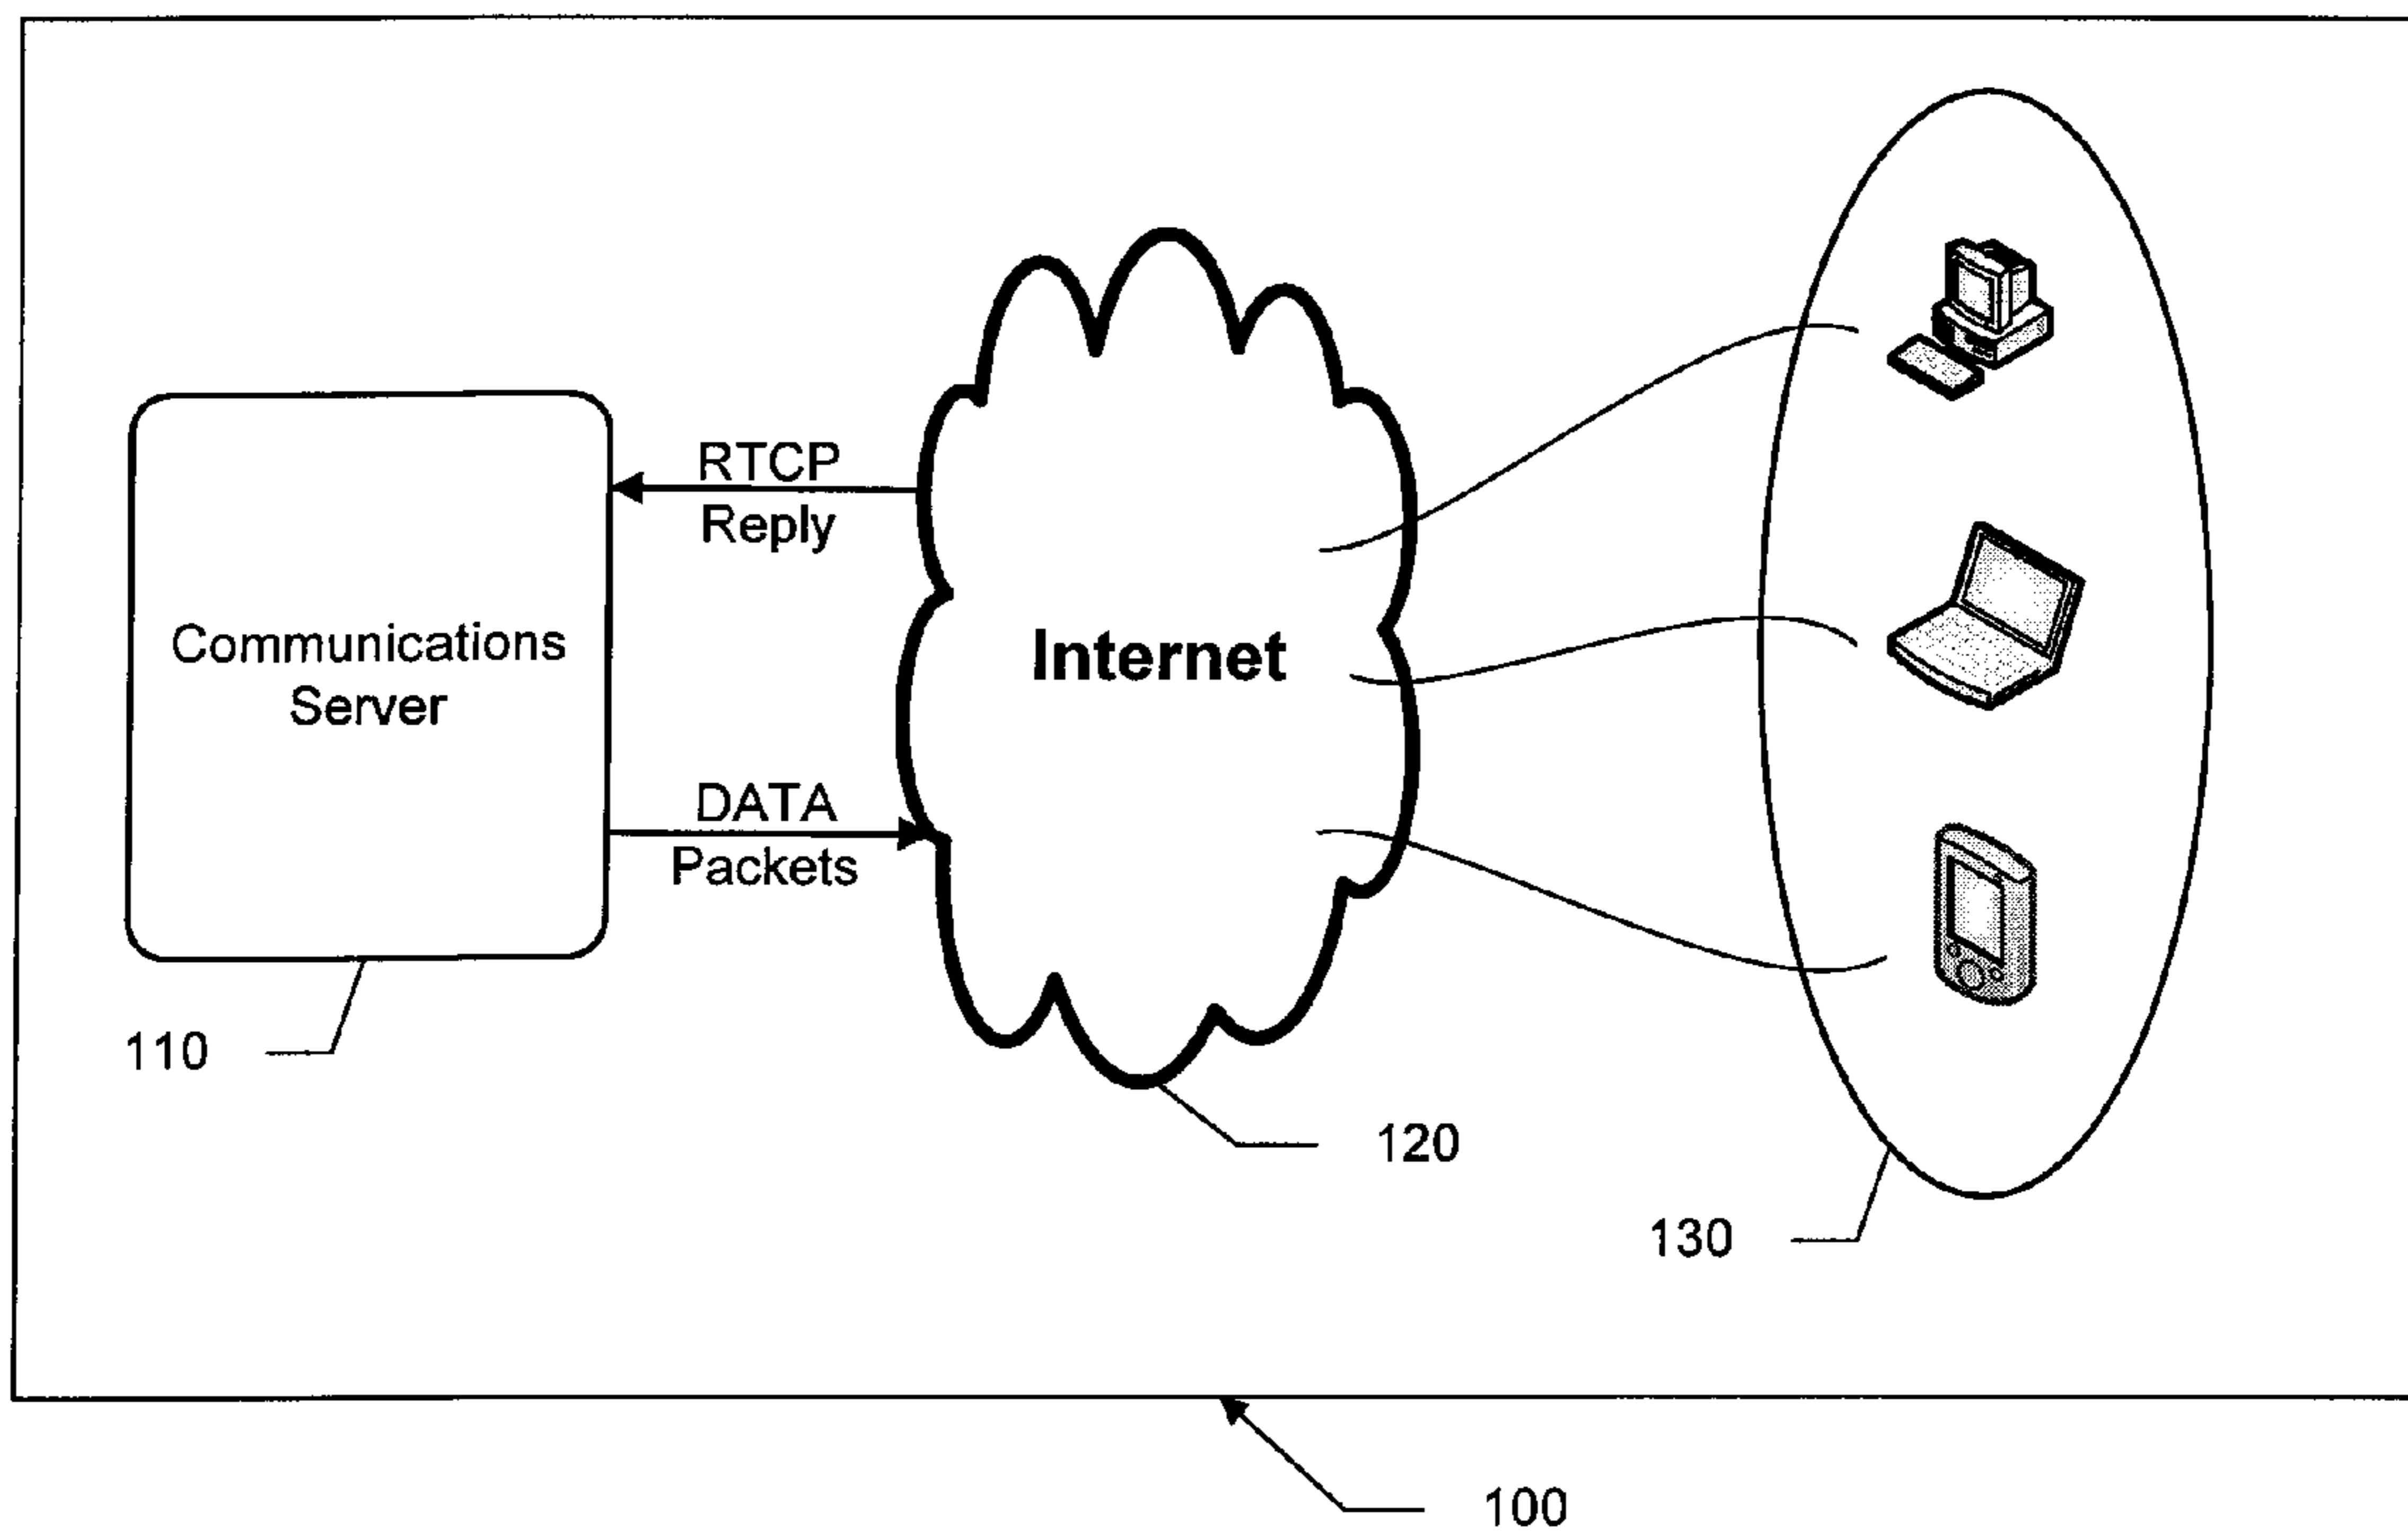 RTCP
Reply
Communications
Server
Internet
DATA
Packets
110
120
130
100